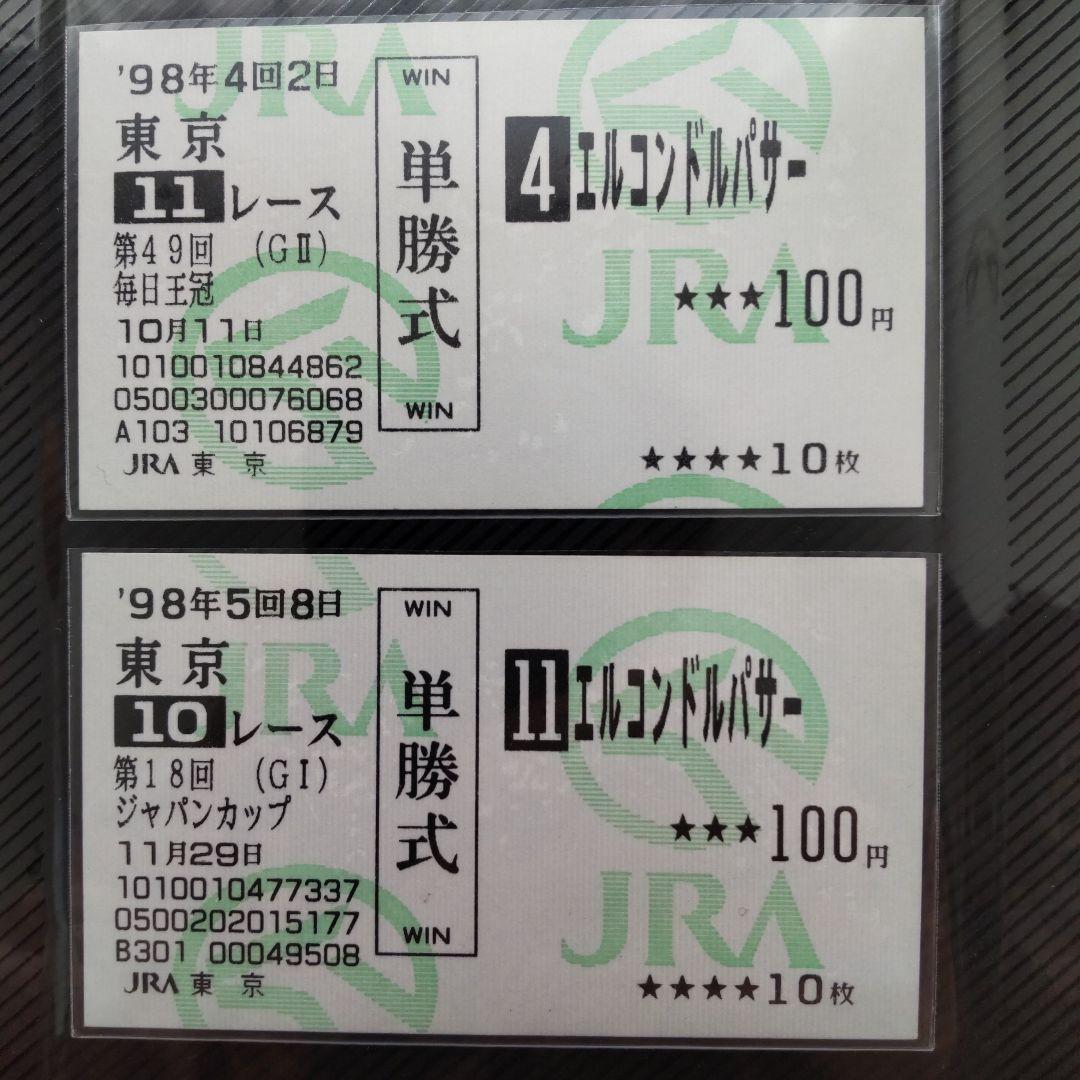 '98年4回2日
東京
11レース
第49回 (GⅡ)
毎日王冠
10月11日
1010010844862
0500300076068
A103 10106879
JRA 東京
WIN
単勝式
WIN
4 エルコンドルパサー
★★★100円
★★★★10枚
JRA
JRA
'98年5回8日
東京
10レース
第18回 (GⅠ)
ジャパンカップ
11月29日
1010010477337
0500202015177
B301 00049508
JRA 東京
WIN
単勝式
WIN
11 エルコンドルパサー
★★★100円
★★★★10枚
JRA
JRA